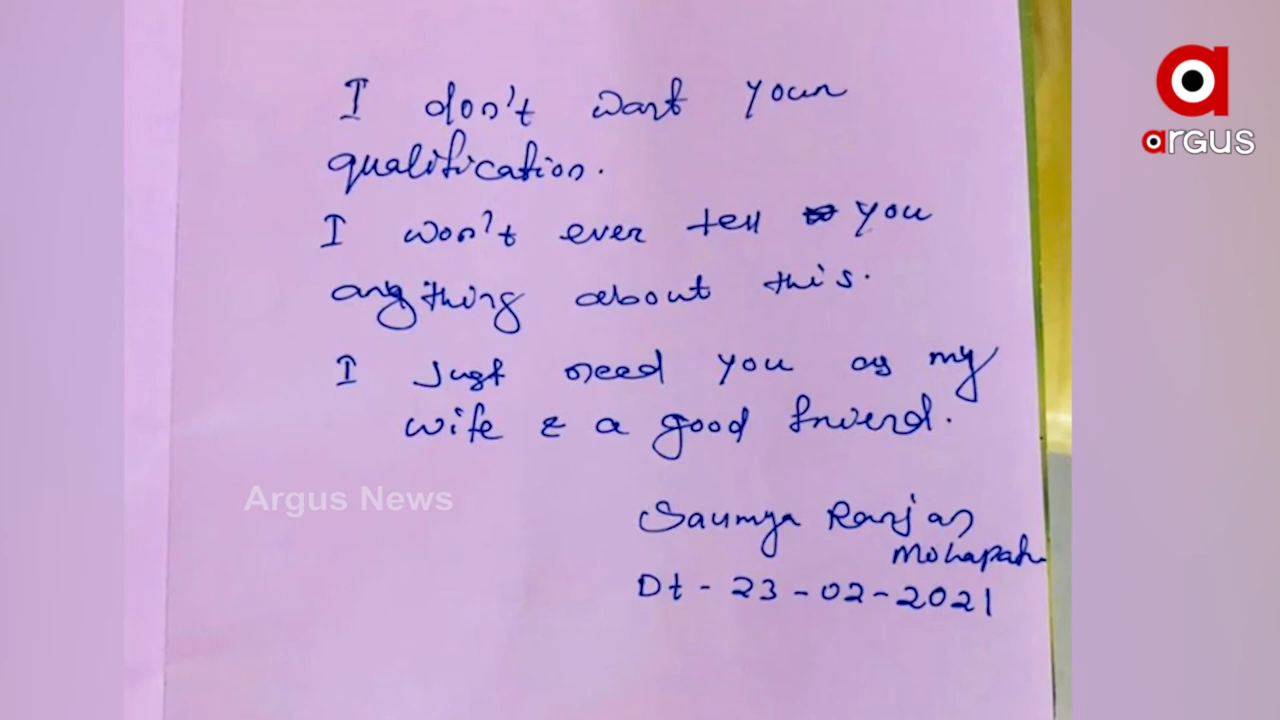 I don't want your
qualification.
I won't ever tell you
anything about this.
I just need you as my
wife & a good friend.
Saumya Ranjan
Mohapatra
Dt - 23-02-2021
Argus News
argus